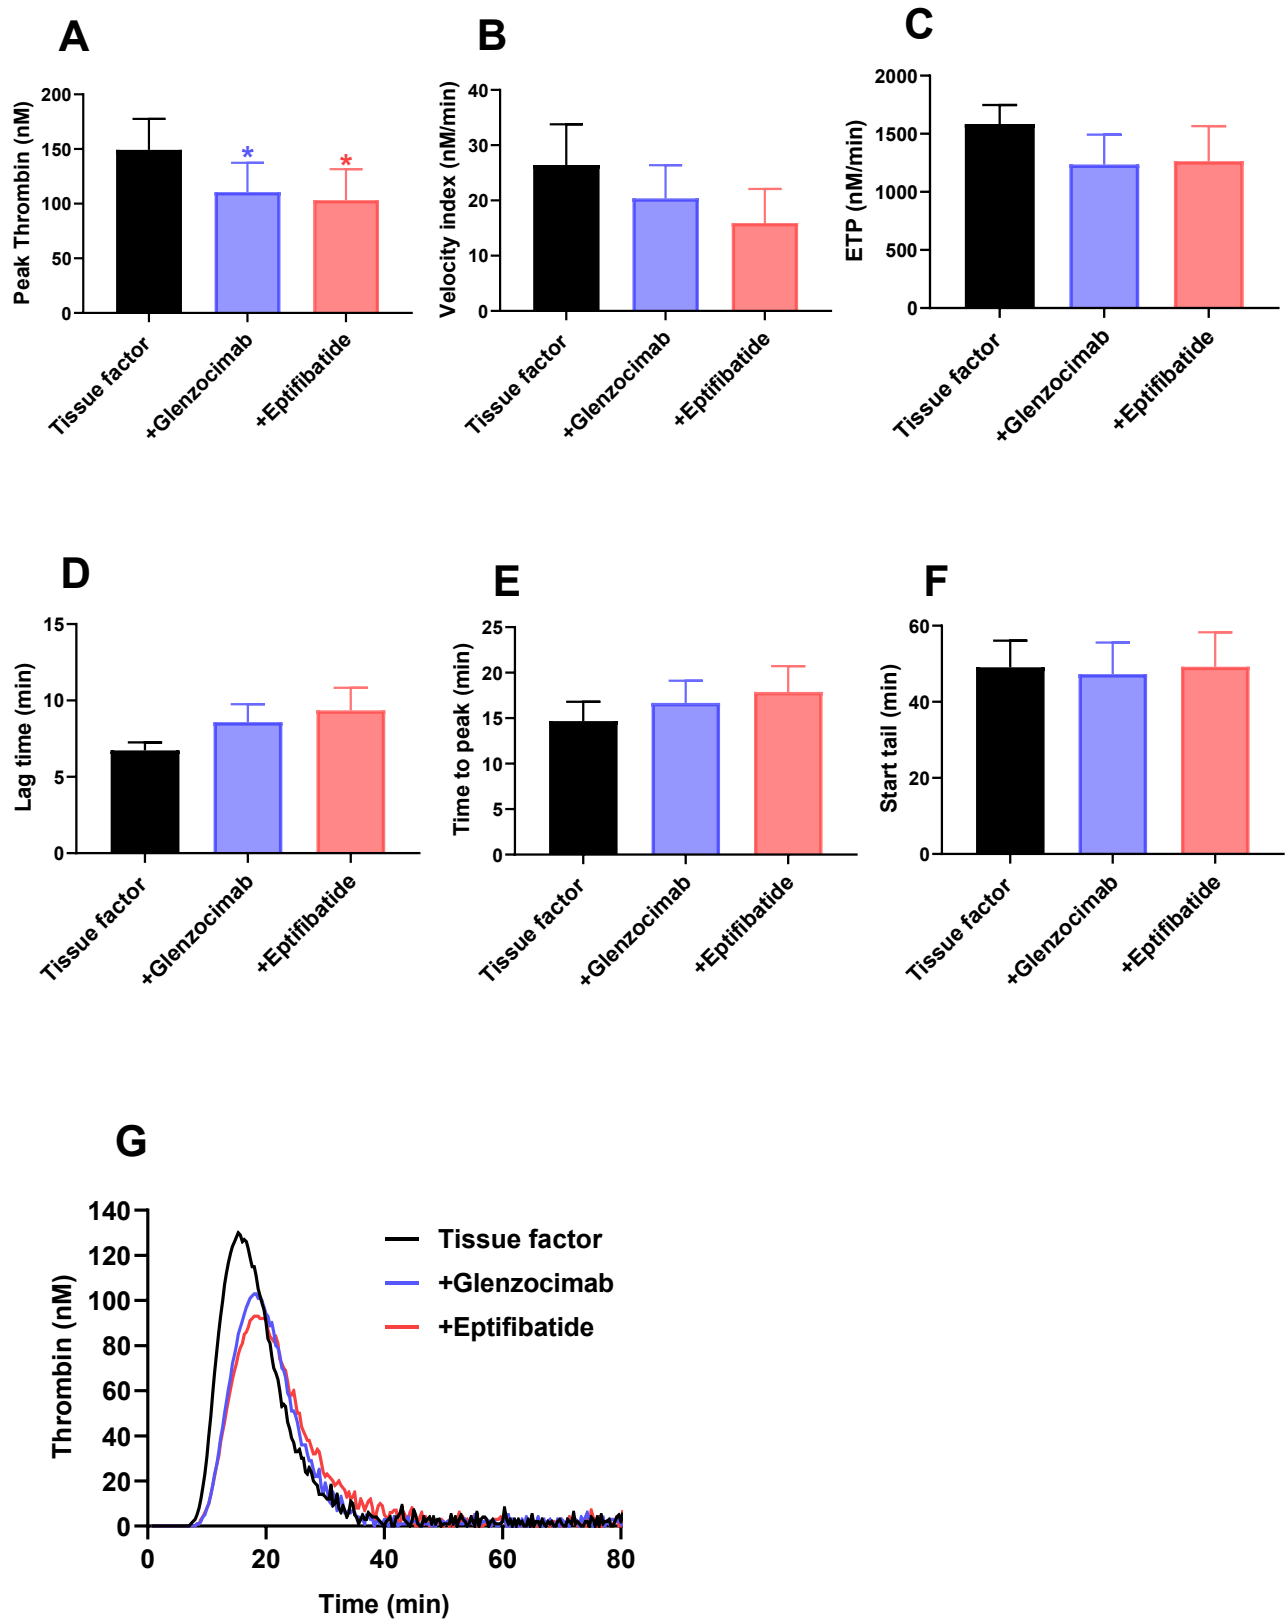 A
Peak Thrombin (nM)
200
150
100
50
0
*
*
Tissue factor
+Glenzocimab
+Eptifibatide
B
Velocity index (nM/min)
40
30
20
10
0
Tissue factor
+Glenzocimab
+Eptifibatide
C
ETP (nM/min)
2000
1500
1000
500
0
Tissue factor
+Glenzocimab
+Eptifibatide
D
Lag time (min)
15
10
5
0
Tissue factor
+Glenzocimab
+Eptifibatide
E
Time to peak (min)
25
20
15
10
5
0
Tissue factor
+Glenzocimab
+Eptifibatide
F
Start tail (min)
60
40
20
0
Tissue factor
+Glenzocimab
+Eptifibatide
G
Thrombin (nM)
140
120
100
80
60
40
20
0
Tissue factor
+Glenzocimab
+Eptifibatide
0 20 40 60 80
Time (min)